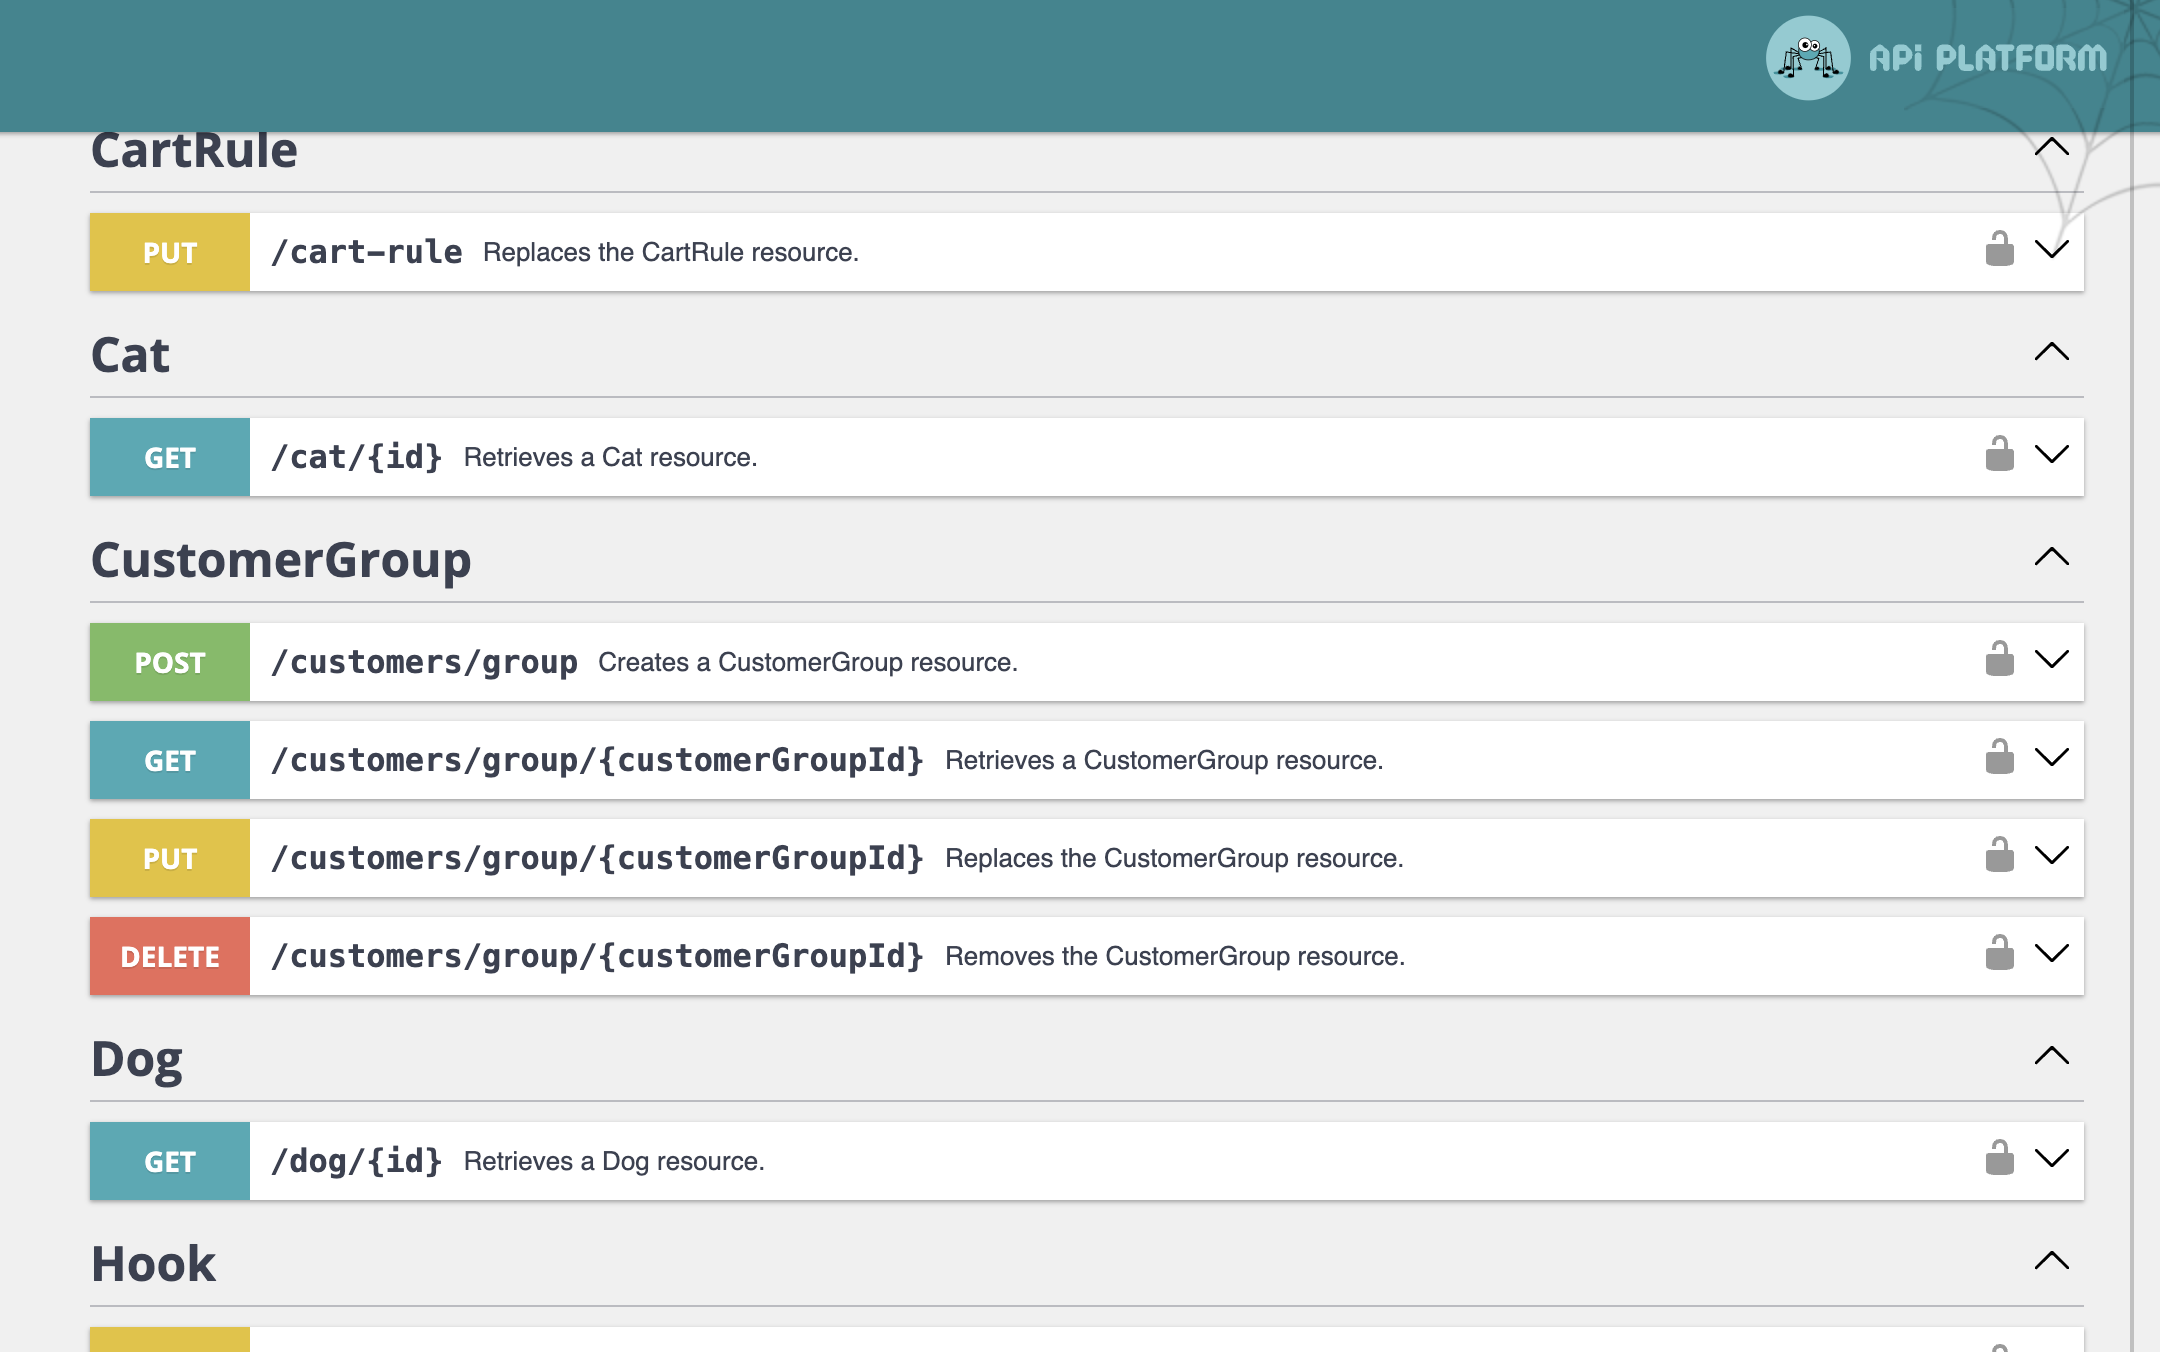 APi PLATFORM
CartRule
PUT /cart-rule Replaces the CartRule resource.
Cat
GET /cat/{id} Retrieves a Cat resource.
CustomerGroup
POST /customers/group Creates a CustomerGroup resource.
GET /customers/group/{customerGroupId} Retrieves a CustomerGroup resource.
PUT /customers/group/{customerGroupId} Replaces the CustomerGroup resource.
DELETE /customers/group/{customerGroupId} Removes the CustomerGroup resource.
Dog
GET /dog/{id} Retrieves a Dog resource.
Hook